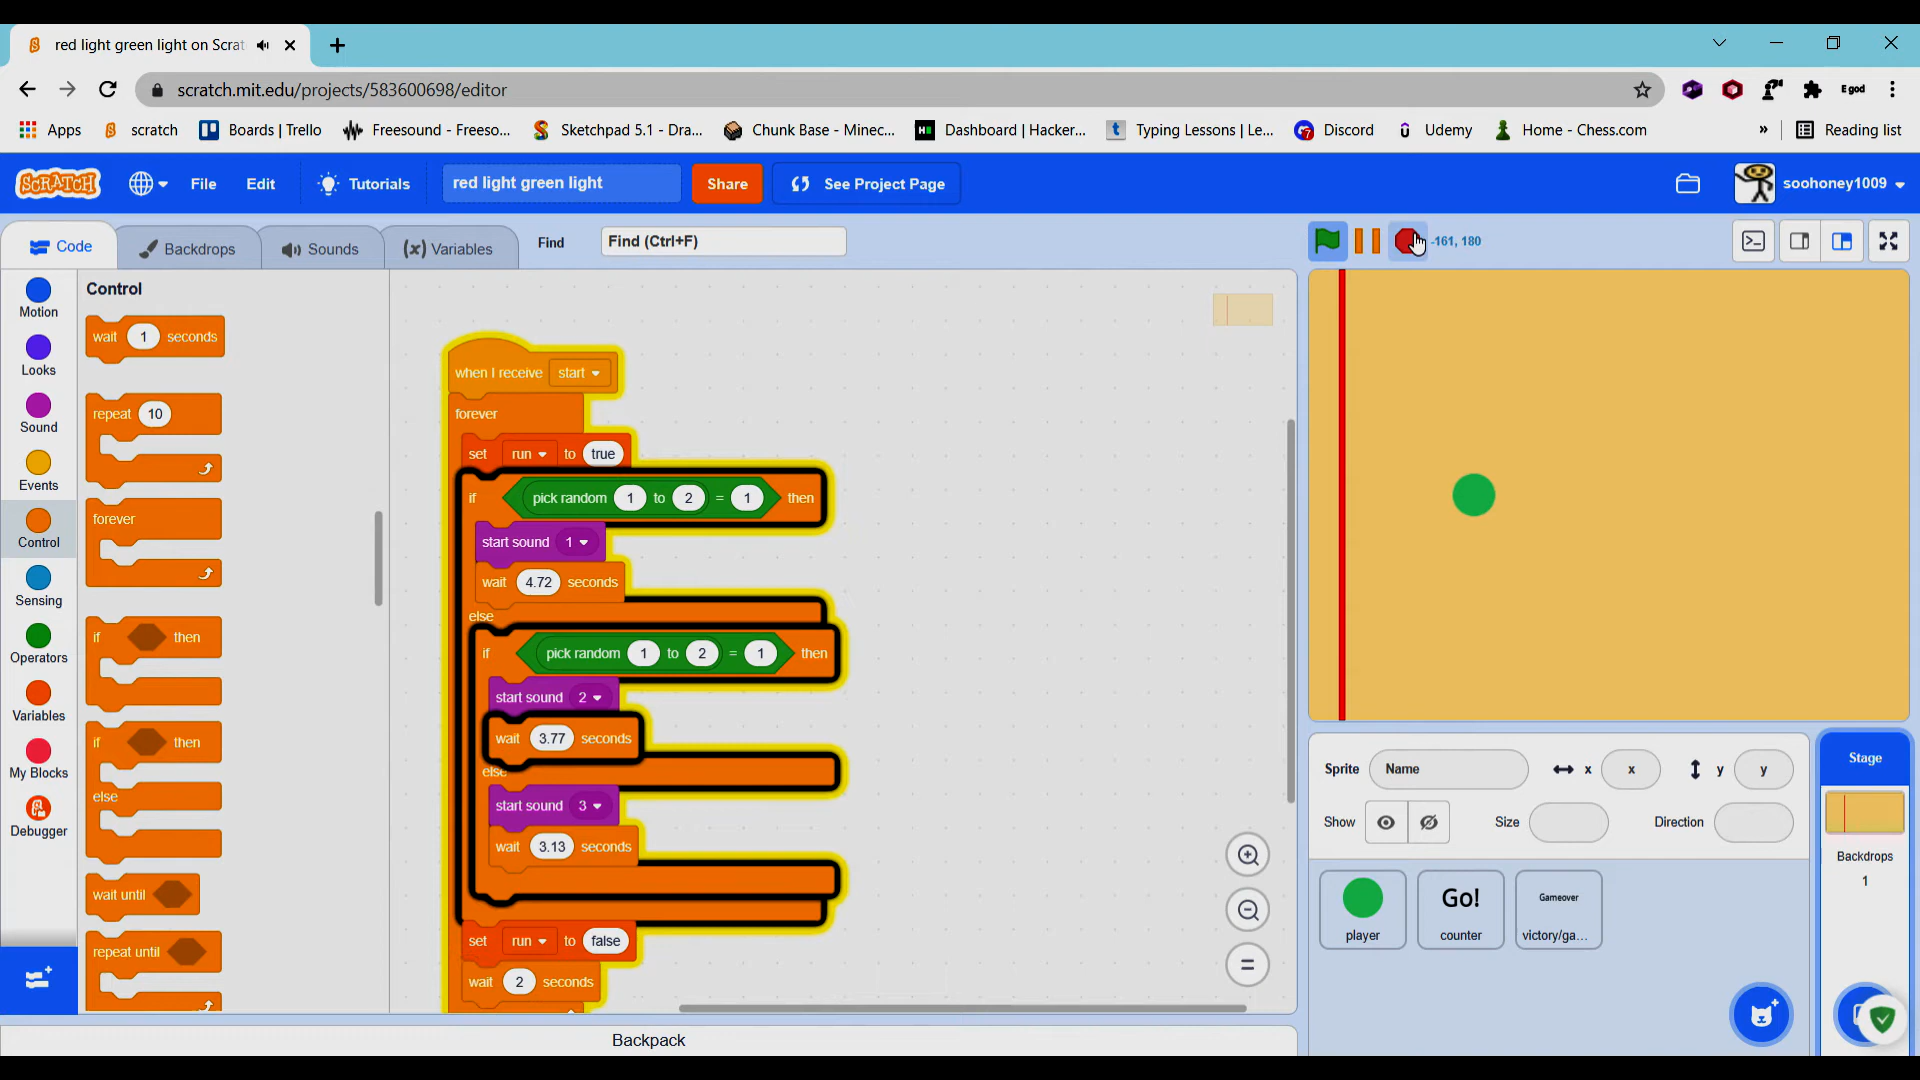 red light green light on Scrat
scratch.mit.edu/projects/583600698/editor
E god
Apps
scratch
Boards | Trello
Freesound - Freeso...
Sketchpad 5.1 - Dra...
Chunk Base - Minec...
Dashboard | Hacker...
Typing Lessons | Le...
Discord
Udemy
Home - Chess.com
»
Reading list
SCRATCH
File
Edit
Tutorials
red light green light
Share
See Project Page
soohoney1009
Code
Backdrops
Sounds
(x) Variables
Find
Find (Ctrl+F)
-161, 180
Motion
Looks
Sound
Events
Control
Sensing
Operators
Variables
My Blocks
Debugger
Control
wait 1 seconds
repeat 10
forever
if then
if then
else
wait until
repeat until
when I receive start
forever
set run to true
if pick random 1 to 2 = 1 then
start sound 1
wait 4.72 seconds
else
if pick random 1 to 2 = 1 then
start sound 2
wait 3.77 seconds
else
start sound 3
wait 3.13 seconds
set run to false
wait 2 seconds
Backpack
Sprite
Name
x
x
y
y
Show
Size
Direction
player
Go!
counter
Gameover
victory/ga...
Stage
Backdrops
1